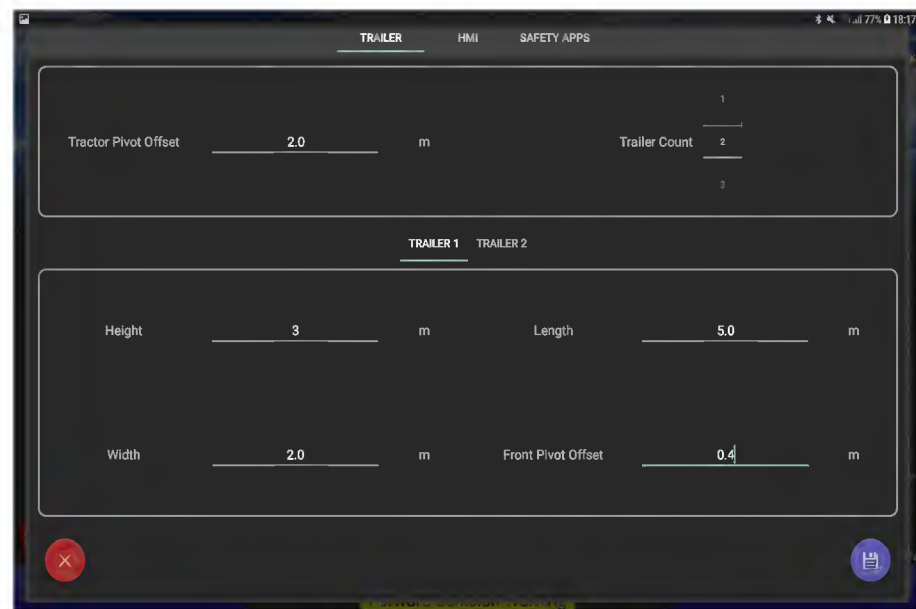 77% 18:17
TRAILER HMI SAFETY APPS
1
Tractor Pivot Offset 2.0 m Trailer Count 2
3
TRAILER 1 TRAILER 2
Height 3 m Length 5.0 m
Width 2.0 m Front Pivot Offset 0.4 m